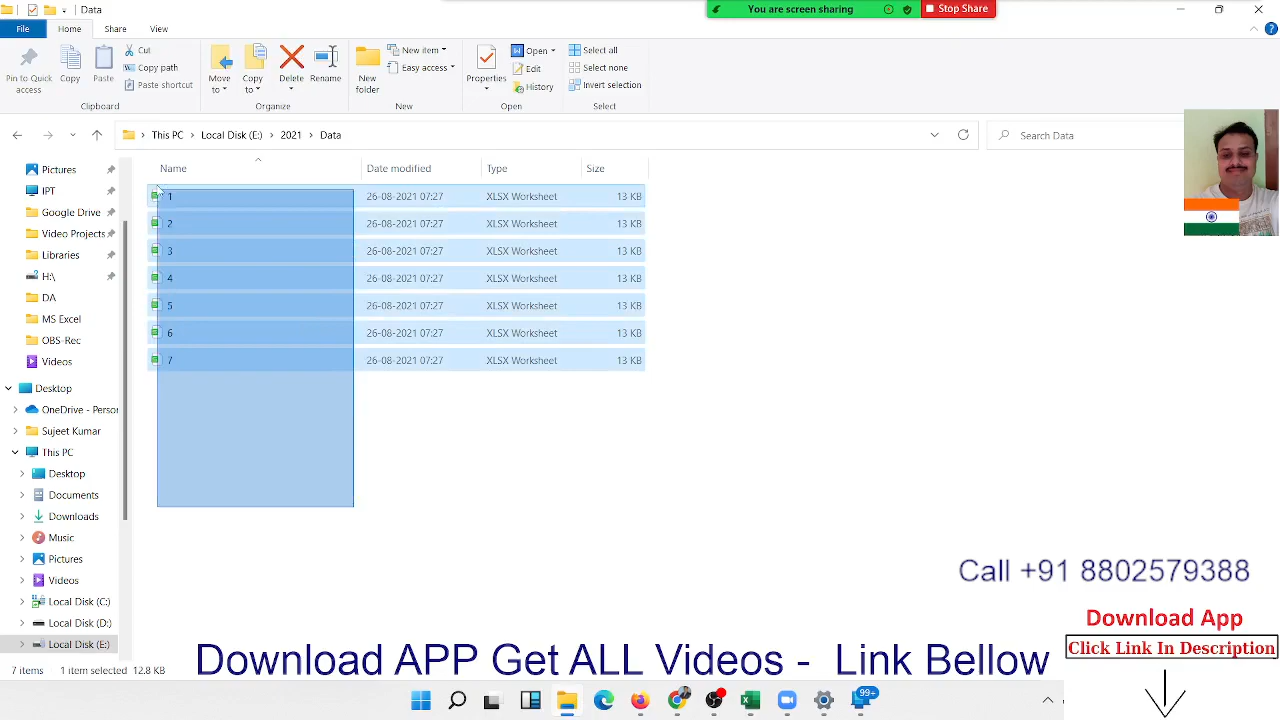 Data
You are screen sharing
Stop Share
File
Home
Share
View
Pin to Quick
access
Copy
Paste
Cut
Copy path
Paste shortcut
Move
to
Copy
to
Delete
Rename
New
folder
New item
Easy access
Properties
Open
Edit
History
Select all
Select none
Invert selection
Clipboard
Organize
New
Open
Select
This PC
Local Disk (E:)
2021
Data
Search Data
Name
Date modified
Type
Size
1 26-08-2021 07:27 XLSX Worksheet 13 KB
2 26-08-2021 07:27 XLSX Worksheet 13 KB
3 26-08-2021 07:27 XLSX Worksheet 13 KB
4 26-08-2021 07:27 XLSX Worksheet 13 KB
5 26-08-2021 07:27 XLSX Worksheet 13 KB
6 26-08-2021 07:27 XLSX Worksheet 13 KB
7 26-08-2021 07:27 XLSX Worksheet 13 KB
Pictures
IPT
Google Drive
Video Projects
Libraries
H:\
DA
MS Excel
OBS-Rec
Videos
Desktop
OneDrive - Persor
Sujeet Kumar
This PC
Desktop
Documents
Downloads
Music
Pictures
Videos
Local Disk (C:)
Local Disk (D:)
Local Disk (E:)
7 items
1 item selected 12.8 KB
Call +91 8802579388
Download App
Click Link In Description
Download APP Get ALL Videos - Link Bellow
99+